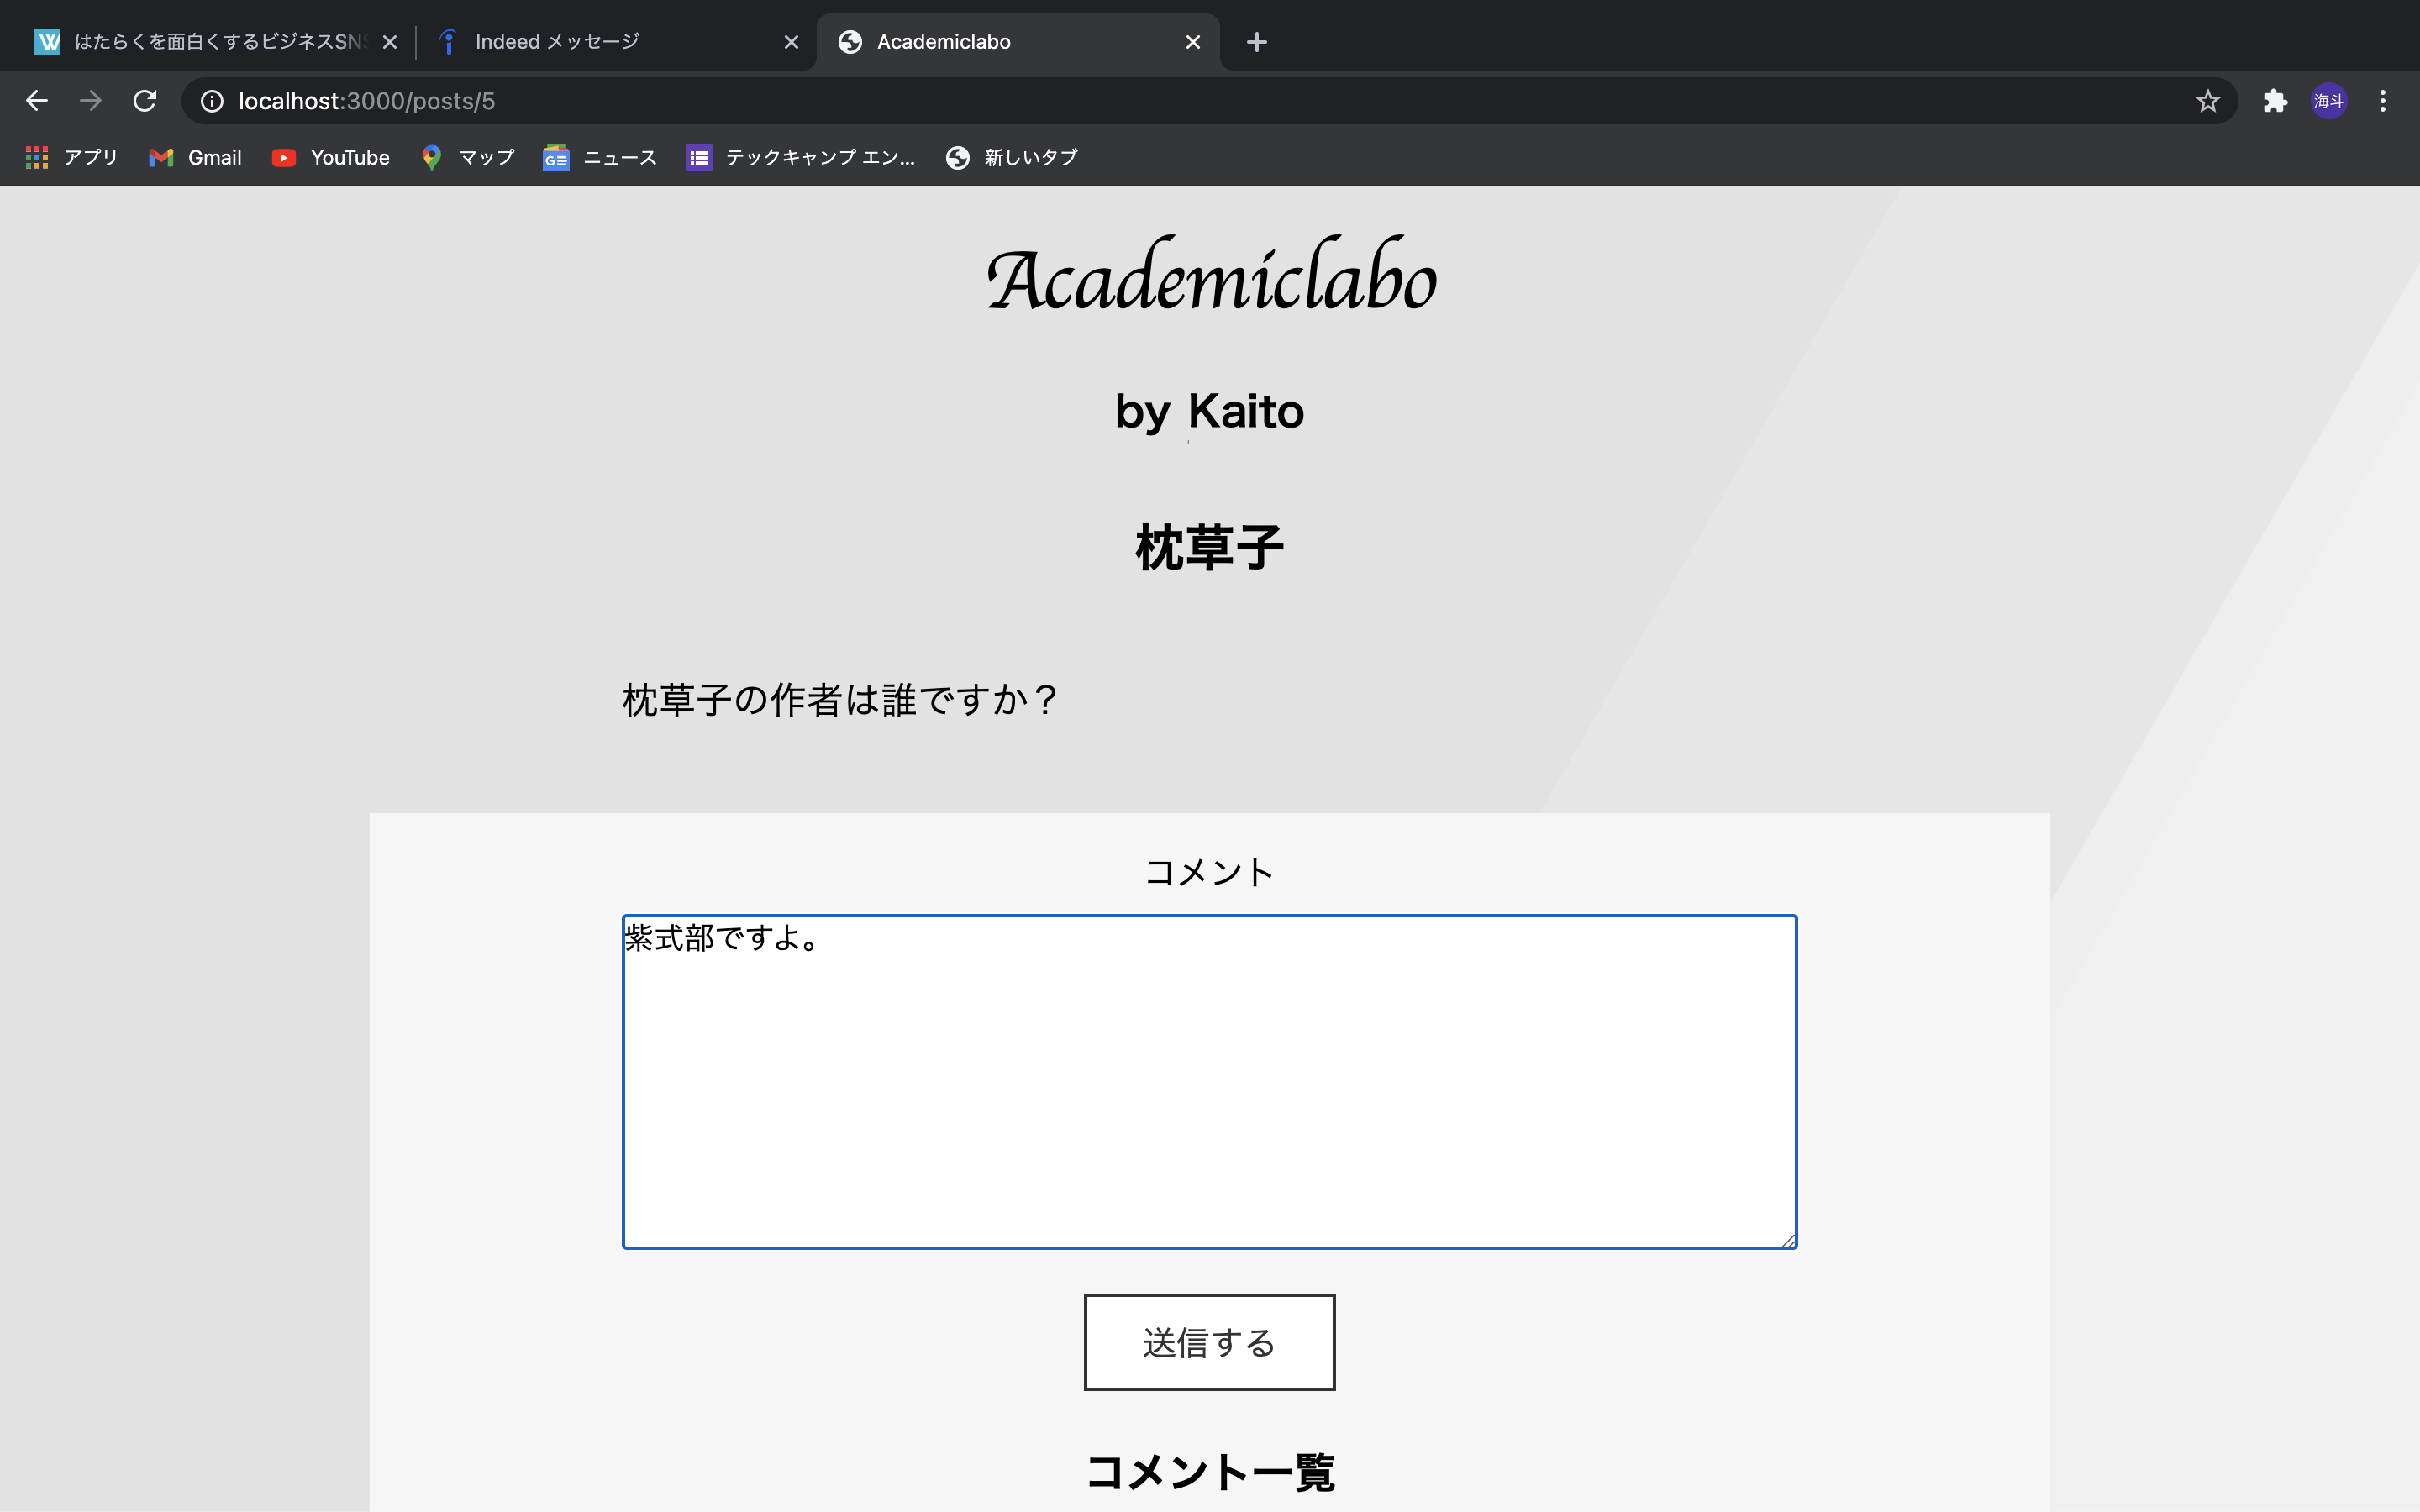 はたらくを面白くするビジネスSNS
Indeed メッセージ
Academiclabo
localhost:3000/posts/5
海斗
アプリ
Gmail
YouTube
マップ
ニュース
テックキャンプ エン...
新しいタブ
Academiclabo
by Kaito
枕草子
枕草子の作者は誰ですか？
コメント
紫式部ですよ。
送信する
コメント一覧